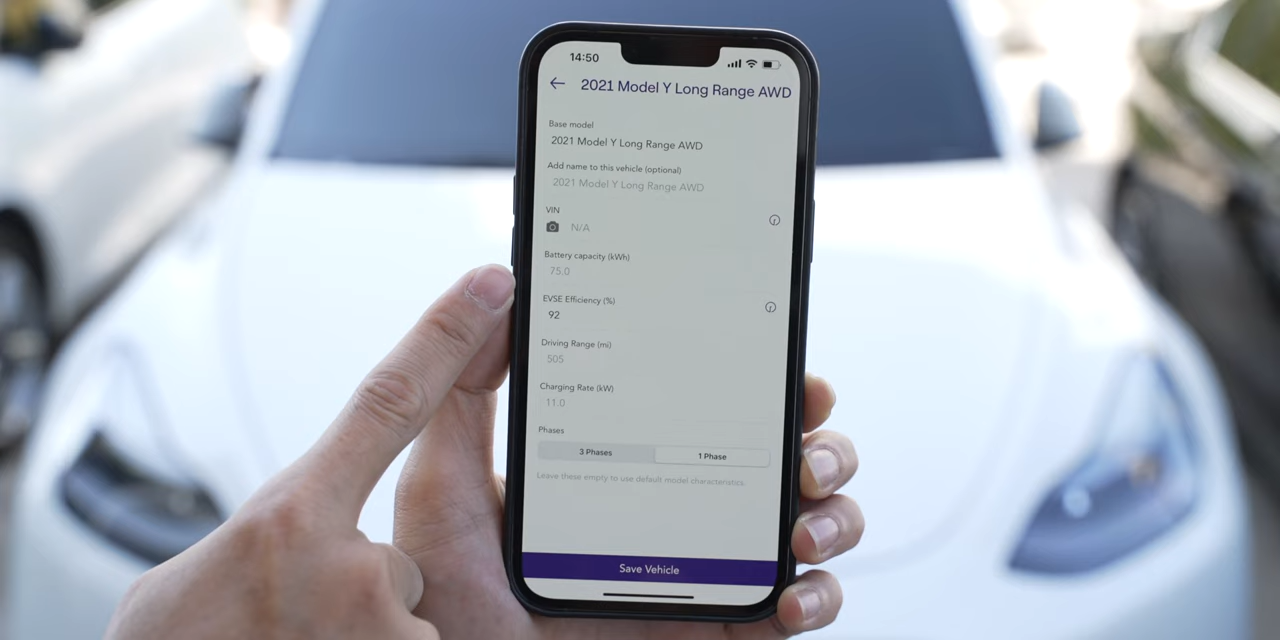 14:50
2021 Model Y Long Range AWD
Base model
2021 Model Y Long Range AWD
Add name to this vehicle (optional)
2021 Model Y Long Range AWD
VIN
N/A
Battery capacity (kWh)
75.0
EVSE Efficiency (%)
92
Driving Range (mi)
505
Charging Rate (kW)
11.0
Phases
3 Phases 1 Phase
Leave these empty to use default model characteristics.
Save Vehicle